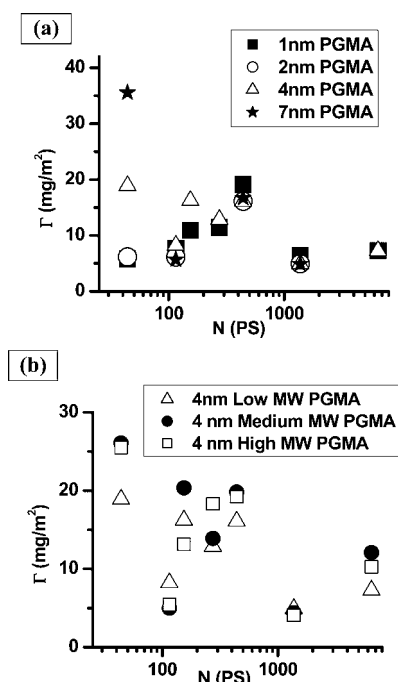 (a)
1nm PGMA
2nm PGMA
4nm PGMA
7nm PGMA
40
30
20
10
0
Γ (mg/m²)
100
1000
N (PS)
(b)
4nm Low MW PGMA
4 nm Medium MW PGMA
4 nm High MW PGMA
30
20
10
0
Γ (mg/m²)
100
1000
N (PS)